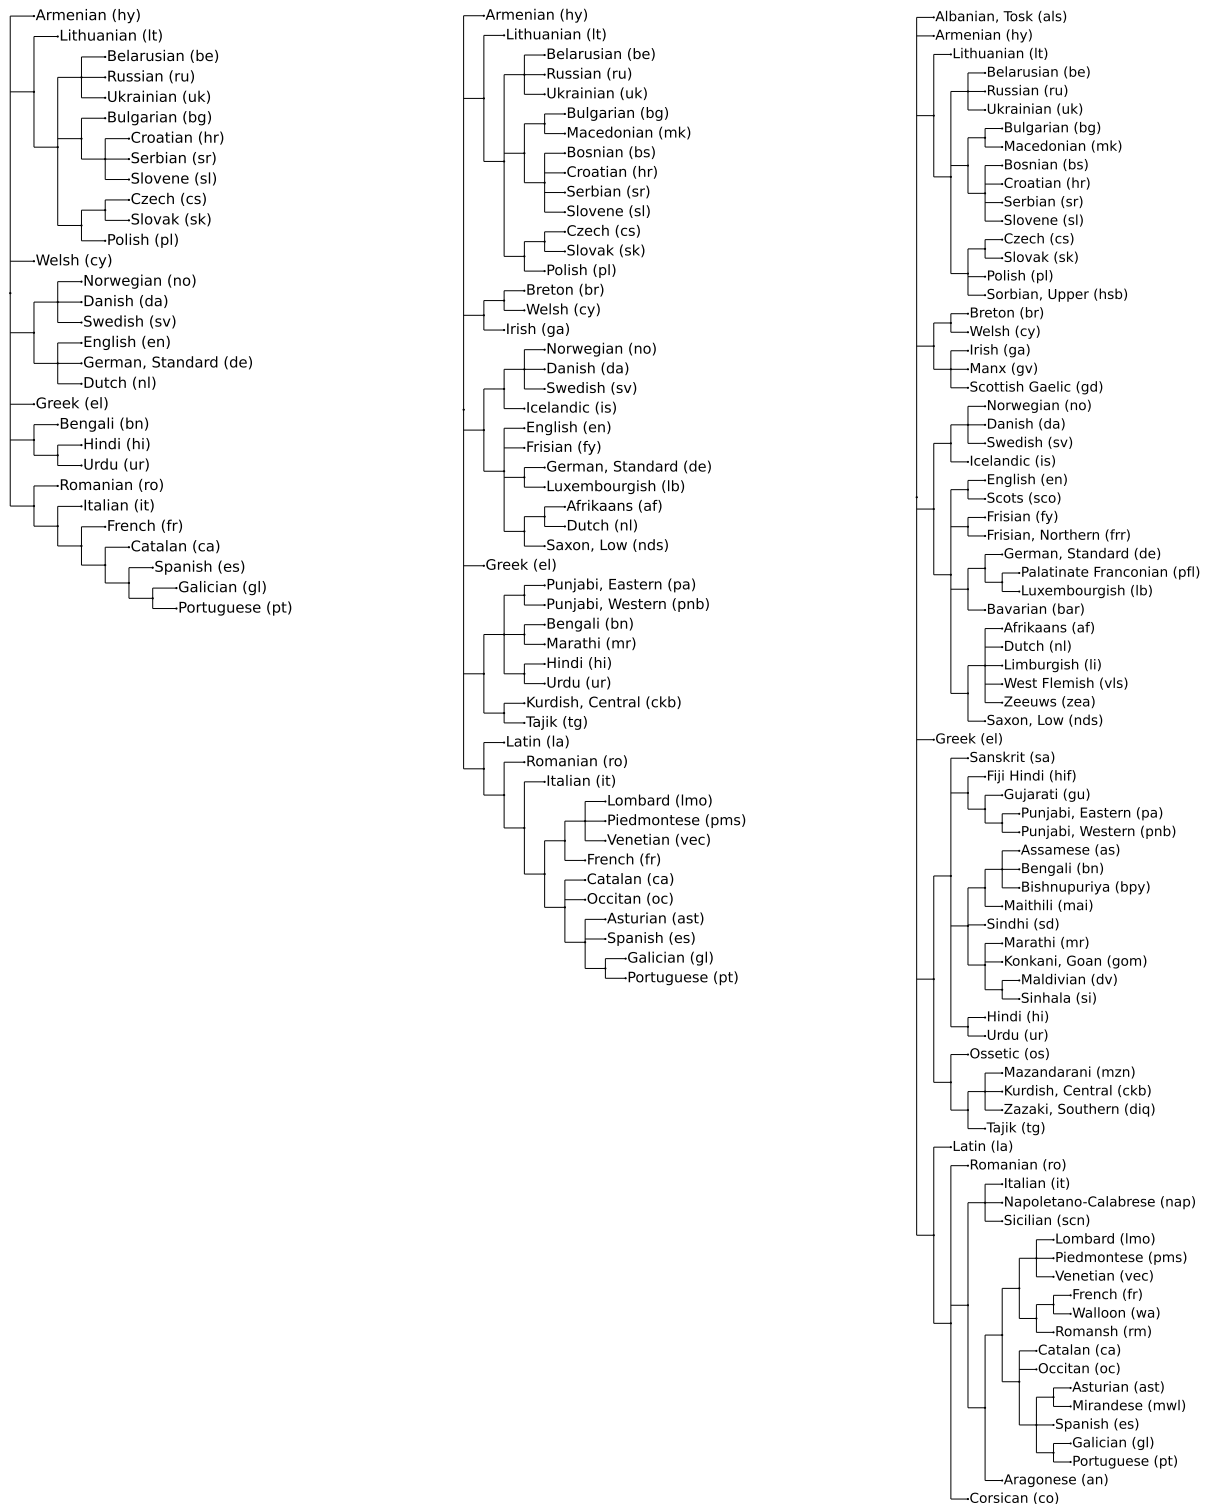 Armenian (hy)
Lithuanian (lt)
Belarusian (be)
Russian (ru)
Ukrainian (uk)
Bulgarian (bg)
Croatian (hr)
Serbian (sr)
Slovene (sl)
Czech (cs)
Slovak (sk)
Polish (pl)
Welsh (cy)
Norwegian (no)
Danish (da)
Swedish (sv)
English (en)
German, Standard (de)
Dutch (nl)
Greek (el)
Bengali (bn)
Hindi (hi)
Urdu (ur)
Romanian (ro)
Italian (it)
French (fr)
Catalan (ca)
Spanish (es)
Galician (gl)
Portuguese (pt)
Armenian (hy)
Lithuanian (lt)
Belarusian (be)
Russian (ru)
Ukrainian (uk)
Bulgarian (bg)
Macedonian (mk)
Bosnian (bs)
Croatian (hr)
Serbian (sr)
Slovene (sl)
Czech (cs)
Slovak (sk)
Polish (pl)
Breton (br)
Welsh (cy)
Irish (ga)
Norwegian (no)
Danish (da)
Swedish (sv)
Icelandic (is)
English (en)
Frisian (fy)
German, Standard (de)
Luxembourgish (lb)
Afrikaans (af)
Dutch (nl)
Saxon, Low (nds)
Greek (el)
Punjabi, Eastern (pa)
Punjabi, Western (pnb)
Bengali (bn)
Marathi (mr)
Hindi (hi)
Urdu (ur)
Kurdish, Central (ckb)
Tajik (tg)
Latin (la)
Romanian (ro)
Italian (it)
Lombard (lmo)
Piedmontese (pms)
Venetian (vec)
French (fr)
Catalan (ca)
Occitan (oc)
Asturian (ast)
Spanish (es)
Galician (gl)
Portuguese (pt)
Albanian, Tosk (als)
Armenian (hy)
Lithuanian (lt)
Belarusian (be)
Russian (ru)
Ukrainian (uk)
Bulgarian (bg)
Macedonian (mk)
Bosnian (bs)
Croatian (hr)
Serbian (sr)
Slovene (sl)
Czech (cs)
Slovak (sk)
Polish (pl)
Sorbian, Upper (hsb)
Breton (br)
Welsh (cy)
Irish (ga)
Manx (gv)
Scottish Gaelic (gd)
Norwegian (no)
Danish (da)
Swedish (sv)
Icelandic (is)
English (en)
Scots (sco)
Frisian (fy)
Frisian, Northern (frr)
German, Standard (de)
Palatinate Franconian (pfl)
Luxembourgish (lb)
Bavarian (bar)
Afrikaans (af)
Dutch (nl)
Limburgish (li)
West Flemish (vls)
Zeeuws (zea)
Saxon, Low (nds)
Greek (el)
Sanskrit (sa)
Fiji Hindi (hif)
Gujarati (gu)
Punjabi, Eastern (pa)
Punjabi, Western (pnb)
Assamese (as)
Bengali (bn)
Bishnupuriya (bpy)
Maithili (mai)
Sindhi (sd)
Marathi (mr)
Konkani, Goan (gom)
Maldivian (dv)
Sinhala (si)
Hindi (hi)
Urdu (ur)
Ossetic (os)
Mazandarani (mzn)
Kurdish, Central (ckb)
Zazaki, Southern (diq)
Tajik (tg)
Latin (la)
Romanian (ro)
Italian (it)
Napoletano-Calabrese (nap)
Sicilian (scn)
Lombard (lmo)
Piedmontese (pms)
Venetian (vec)
French (fr)
Walloon (wa)
Romansh (rm)
Catalan (ca)
Occitan (oc)
Asturian (ast)
Mirandese (mwl)
Spanish (es)
Galician (gl)
Portuguese (pt)
Aragonese (an)
Corsican (co)